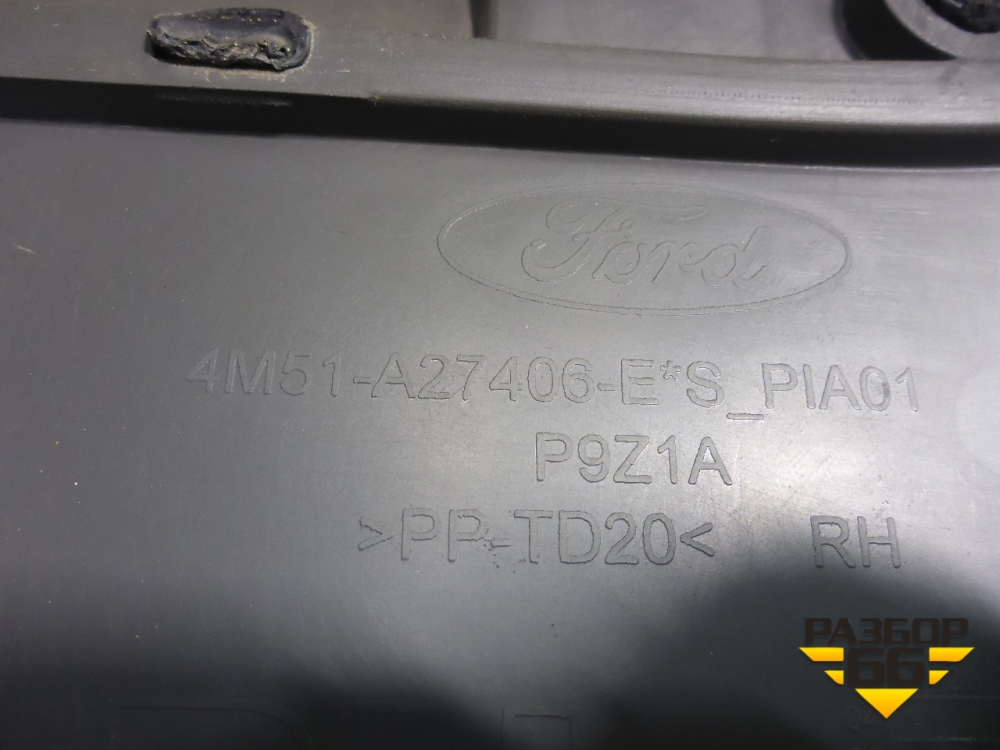 Ford
4M51-A27406-E*S_PIA01
P9Z1A
>PP-TD20< RH
РАЗБОР
66